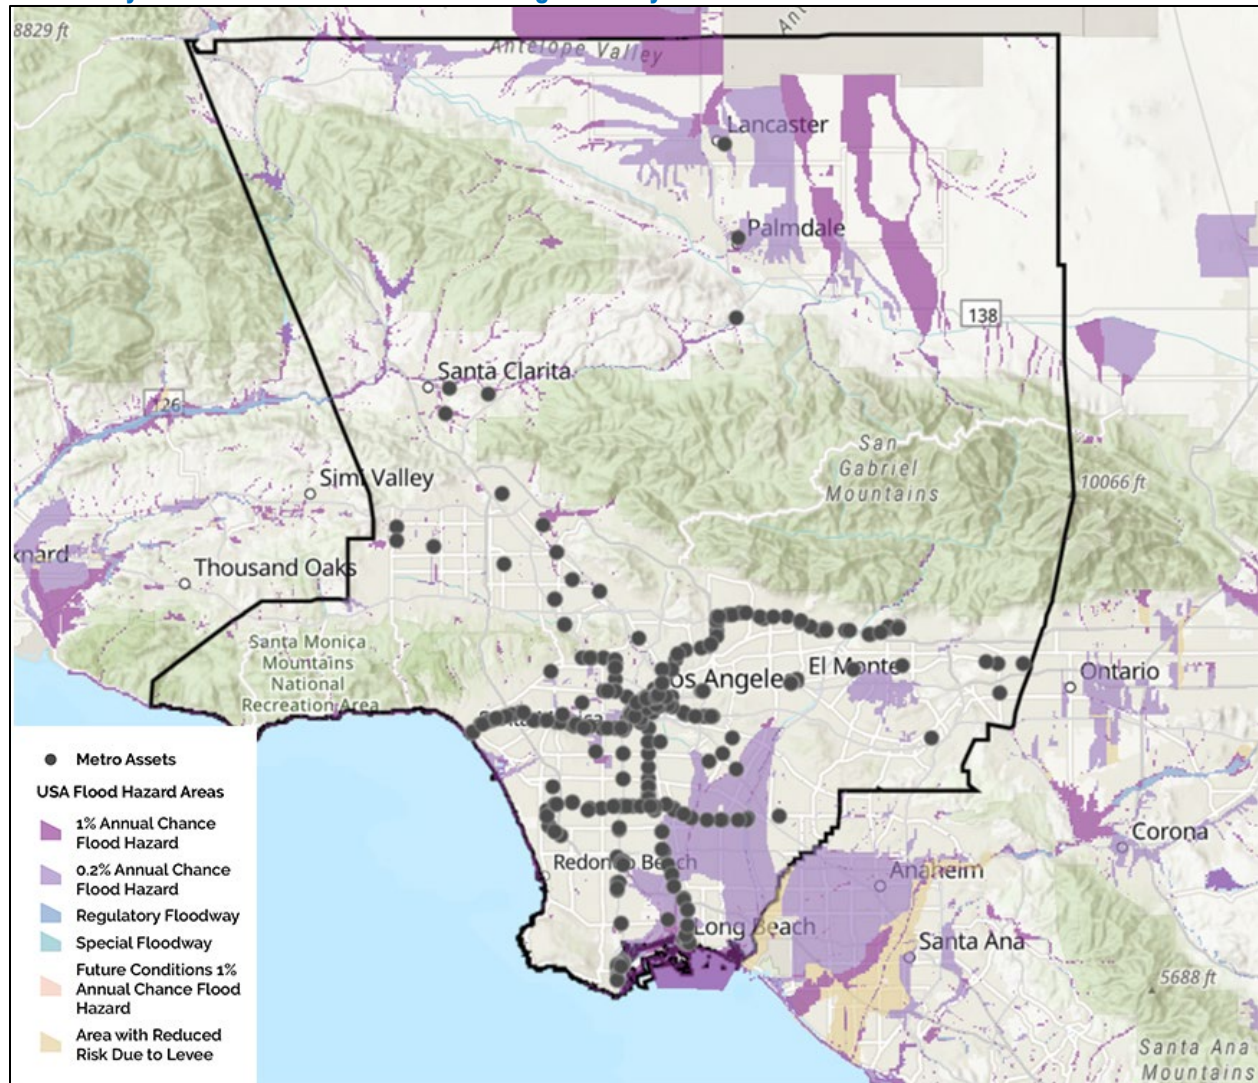 8829 ft
Antelope Valley
Lancaster
Palmdale
138
Santa Clarita
126
San
Gabriel
Mountains
Simi Valley
10066 ft
Thousand Oaks
Santa Monica
Mountains
National
Recreation Area
El Monte
Ontario
Corona
Redondo Beach
Anaheim
Long Beach
Santa Ana
5688 ft
Santa Ana
Mountains
Metro Assets
USA Flood Hazard Areas
1% Annual Chance
Flood Hazard
0.2% Annual Chance
Flood Hazard
Regulatory Floodway
Special Floodway
Future Conditions 1%
Annual Chance Flood
Hazard
Area with Reduced
Risk Due to Levee